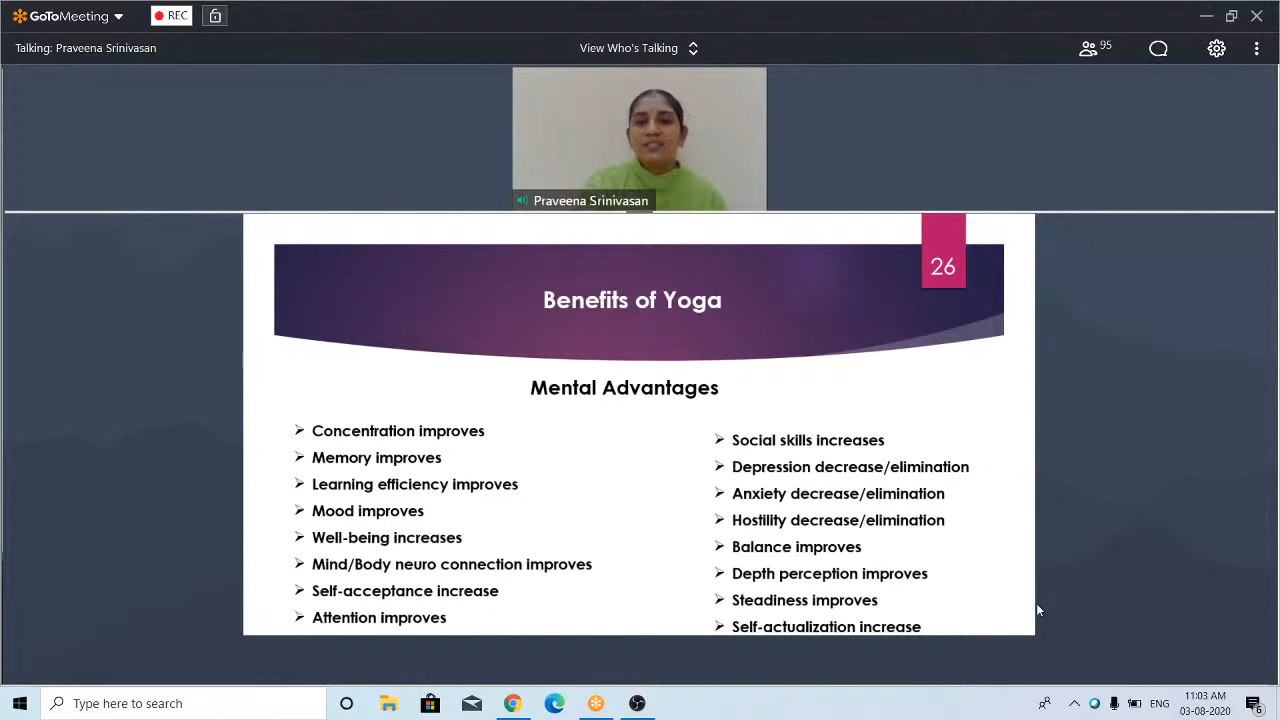 GoToMeeting
REC
Talking: Praveena Srinivasan
View Who's Talking
95
Praveena Srinivasan
26
Benefits of Yoga
Mental Advantages
Concentration improves
Memory improves
Learning efficiency improves
Mood improves
Well-being increases
Mind/Body neuro connection improves
Self-acceptance increase
Attention improves
Social skills increases
Depression decrease/elimination
Anxiety decrease/elimination
Hostility decrease/elimination
Balance improves
Depth perception improves
Steadiness improves
Self-actualization increase
Type here to search
ENG
11:03 AM
03-08-2020
6